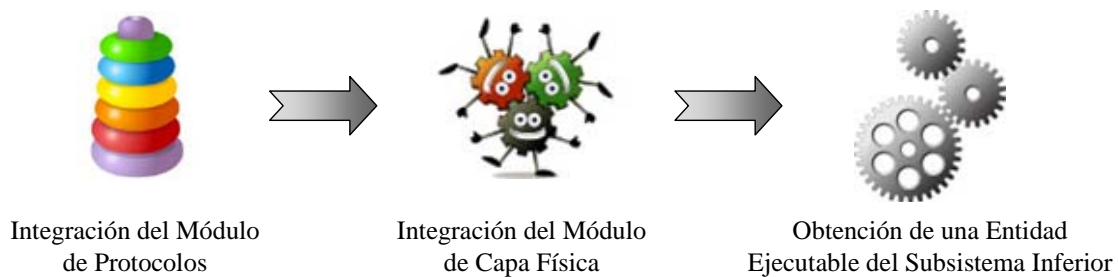 Integración del Módulo
de Protocolos
Integración del Módulo
de Capa Física
Obtención de una Entidad
Ejecutable del Subsistema Inferior